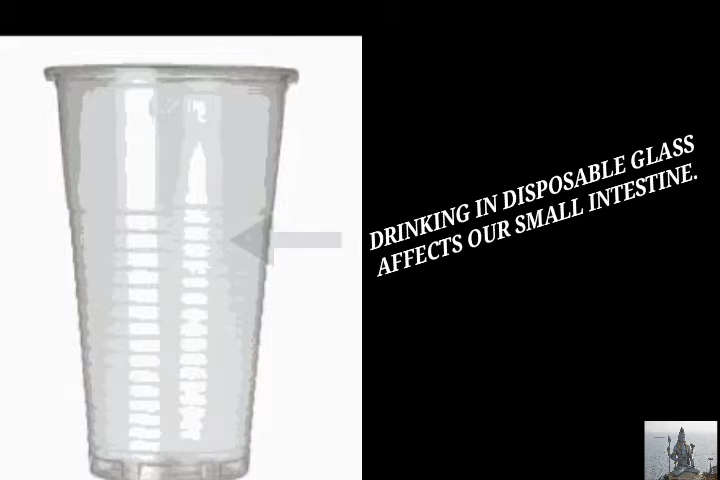 DRINKING IN DISPOSABLE GLASS
AFFECTS OUR SMALL INTESTINE.